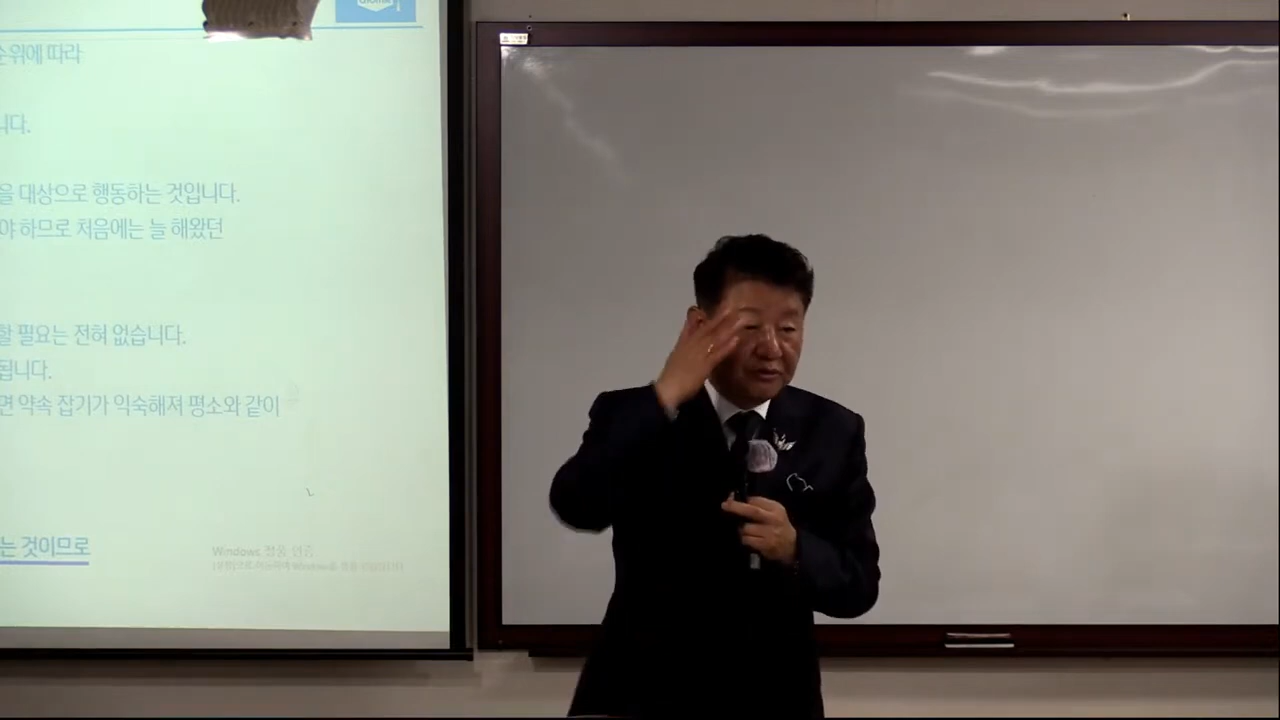 atomy
순위에 따라
니다.
을 대상으로 행동하는 것입니다.
야 하므로 처음에는 늘 해왔던
할 필요는 전혀 없습니다.
됩니다.
면 약속 잡기가 익숙해져 평소와 같이
는 것이므로
Windows 정품 인증